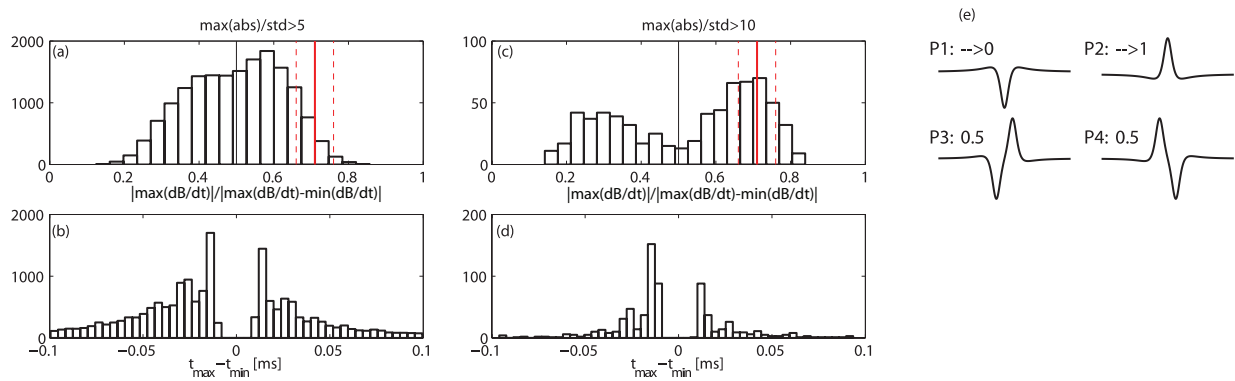 max(abs)/std>5
(a)
2000
1000
0
0
0.2
0.4
0.6
0.8
1
|max(dB/dt)|/|max(dB/dt)-min(dB/dt)|
(b)
2000
1000
0
−0.1
−0.05
0
0.05
0.1
tmax−tmin [ms]
max(abs)/std>10
(c)
100
50
0
0
0.2
0.4
0.6
0.8
1
|max(dB/dt)|/|max(dB/dt)-min(dB/dt)|
(d)
200
100
0
−0.1
−0.05
0
0.05
0.1
tmax−tmin [ms]
(e)
P1: -->0
P2: -->1
P3: 0.5
P4: 0.5